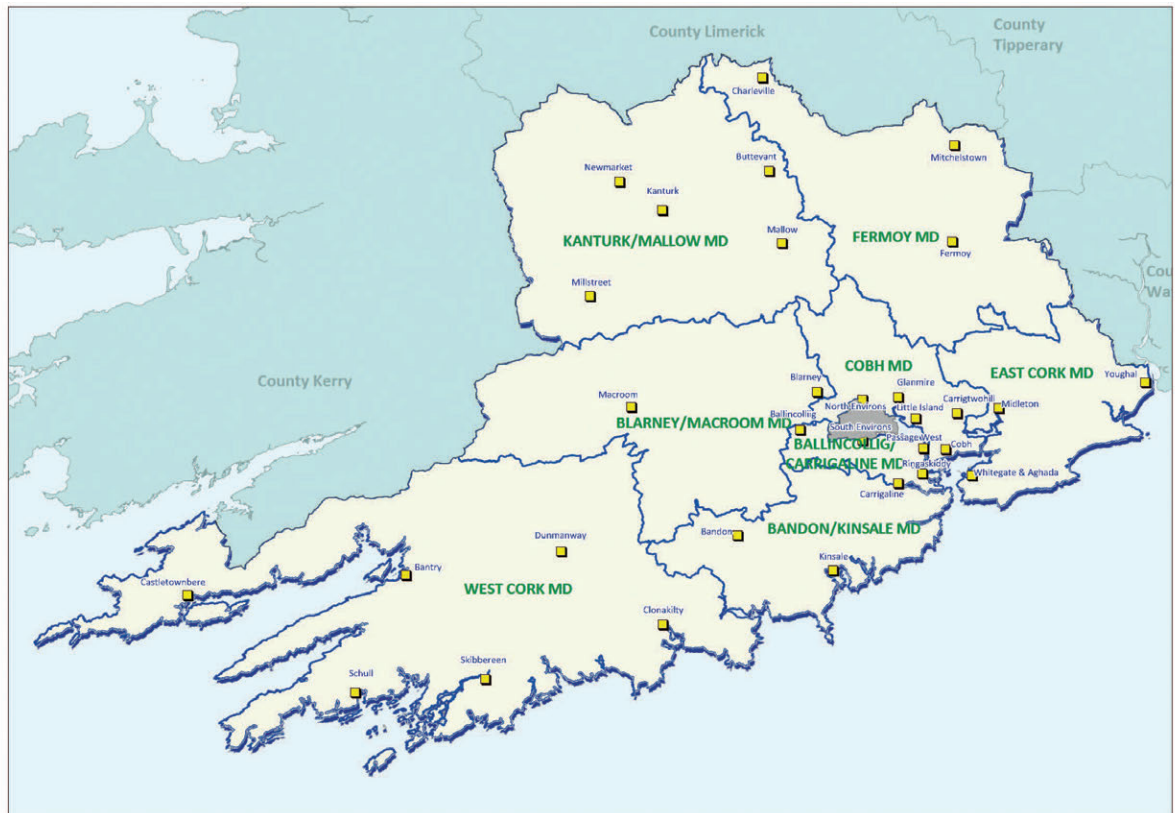 County Limerick
County
Tipperary
Charleville
Mitchelstown
Buttevant
Newmarket
Kanturk
KANTURK/MALLOW MD
Mallow
FERMOY MD
Fermoy
Millstreet
Cou
Wa
County Kerry
COBH MD
EAST CORK MD
Youghal
Blarney
Glanmire
Macroom
North Environs
Little Island
Carrigtwohill
Midleton
BLARNEY/MACROOM MD
Ballincollig
South Environs
Passage West
Cobh
BALLINCOLLIG/
CARRIGALINE MD
Ringaskiddy
Whitegate & Aghada
Carrigaline
BANDON/KINSALE MD
Bandon
Dunmanway
Kinsale
Bantry
Castletownbere
WEST CORK MD
Clonakilty
Schull
Skibbereen